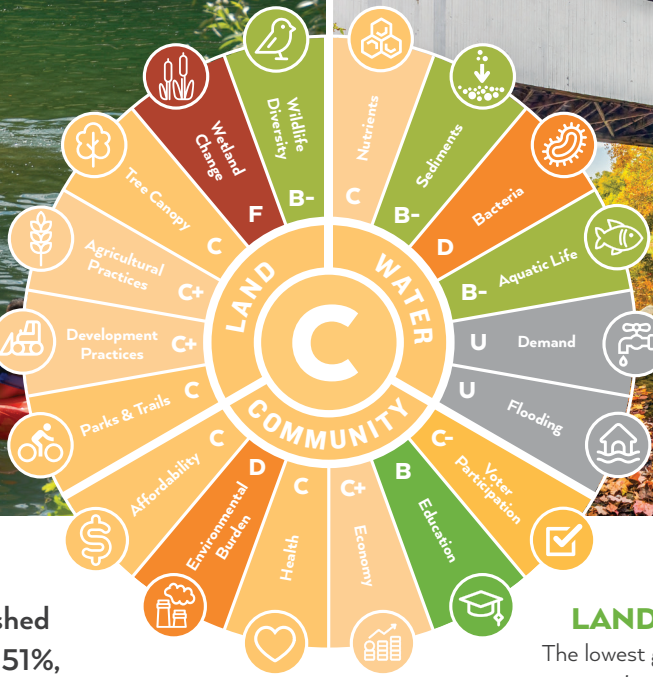 Nutrients
C
Sediments
B-
Bacteria
D
Aquatic Life
B-
Demand
U
Flooding
U
Voter
Participation
C-
Education
B
Economy
C+
Health
C
Environmental
Burden
D
Affordability
C
Parks & Trails
C
Development
Practices
C+
Agricultural
Practices
C+
Tree Canopy
C
Wetland
Change
F
Wildlife
Diversity
B-
LAND
WATER
COMMUNITY
C
51%,
LAND
The lowest